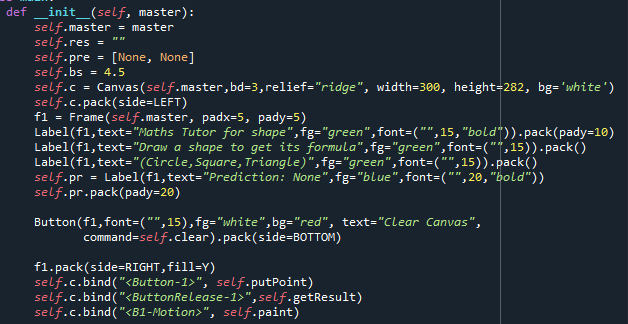 def __init__(self, master):
self.master = master
self.res = ""
self.pre = [None, None]
self.bs = 4.5
self.c = Canvas(self.master,bd=3,relief="ridge", width=300, height=282, bg='white')
self.c.pack(side=LEFT)
f1 = Frame(self.master, padx=5, pady=5)
Label(f1,text="Maths Tutor for shape",fg="green",font=("",15,"bold")).pack(pady=10)
Label(f1,text="Draw a shape to get its formula",fg="green",font=("",15)).pack()
Label(f1,text="(Circle,Square,Triangle)",fg="green",font=("",15)).pack()
self.pr = Label(f1,text="Prediction: None",fg="blue",font=("",20,"bold"))
self.pr.pack(pady=20)
Button(f1,font=("",15),fg="white",bg="red", text="Clear Canvas",
command=self.clear).pack(side=BOTTOM)
f1.pack(side=RIGHT,fill=Y)
self.c.bind("<Button-1>", self.putPoint)
self.c.bind("<ButtonRelease-1>",self.getResult)
self.c.bind("<B1-Motion>", self.paint)